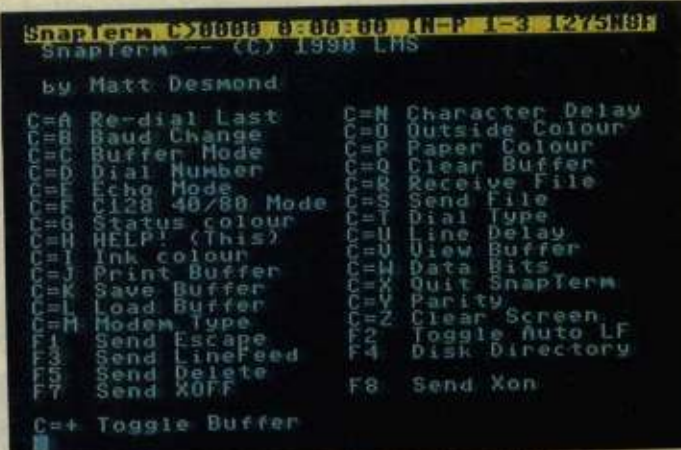 SnapTerm C>0000 0:00:00 IN-P 1-3 1275N8F
SnapTerm -- (C) 1990 LMS
by Matt Desmond
C=A Re-dial Last
C=B Baud Change
C=C Buffer Mode
C=D Dial Number
C=E Echo Mode
C=F C128 40/80 Mode
C=G Status colour
C=H HELP! (This)
C=I Ink colour
C=J Print Buffer
C=K Save Buffer
C=L Load Buffer
C=M Modem Type
F1 Send Escape
F3 Send LineFeed
F5 Send Delete
F7 Send XOFF
C=N Character Delay
C=O Outside Colour
C=P Paper Colour
C=Q Clear Buffer
C=R Receive File
C=S Send File
C=T Dial Type
C=U Line Delay
C=V View Buffer
C=W Data Bits
C=X Quit SnapTerm
C=Y Parity
C=Z Clear Screen
F2 Toggle Auto LF
F4 Disk Directory
F8 Send Xon
C=+ Toggle Buffer